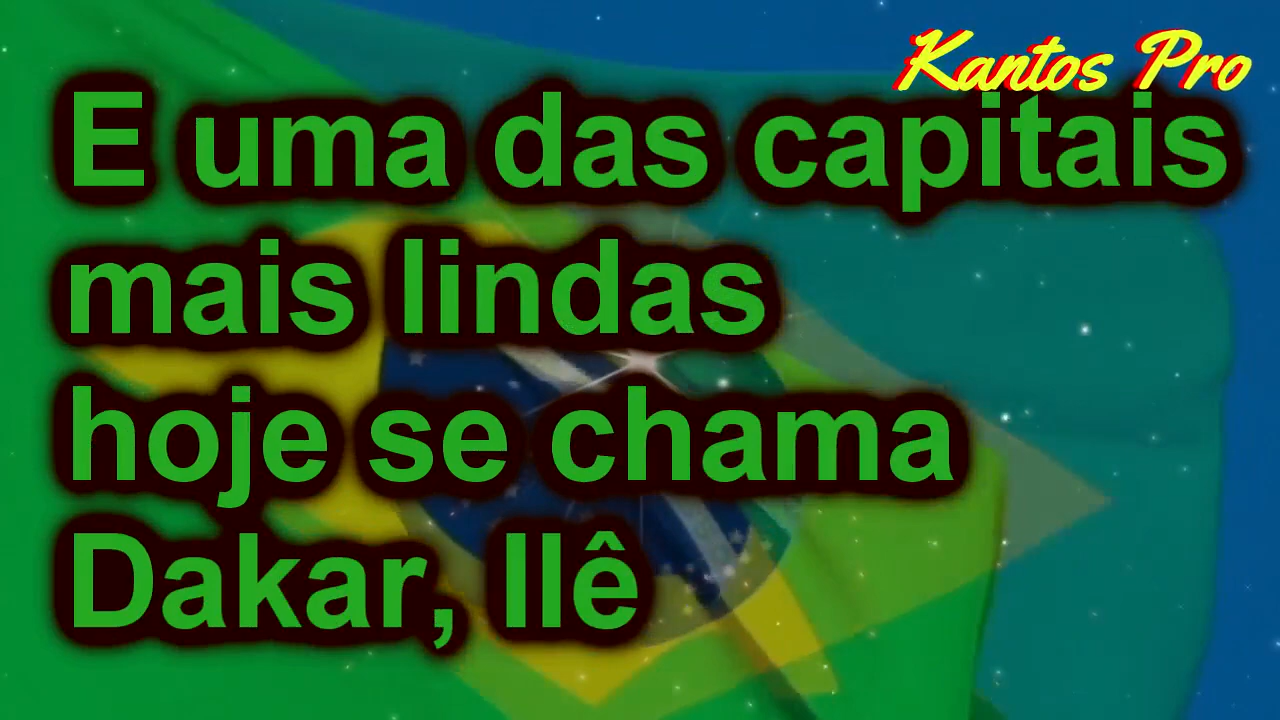 Kantos Pro
E uma das capitais
mais lindas
hoje se chama
Dakar, Ilê